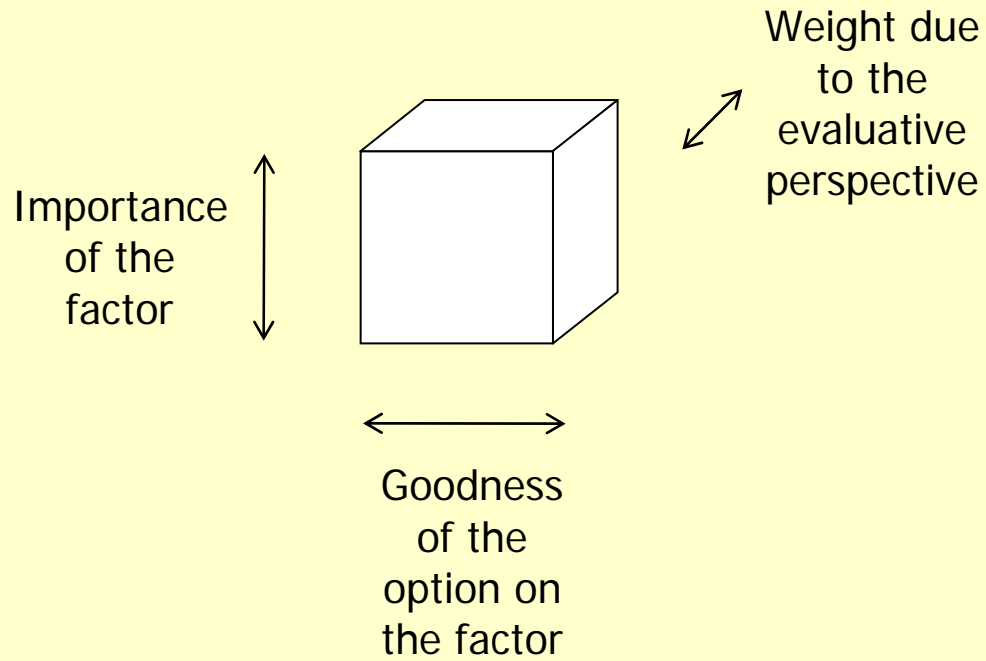 Weight due
to the
evaluative
perspective
Importance
of the
factor
Goodness
of the
option on
the factor